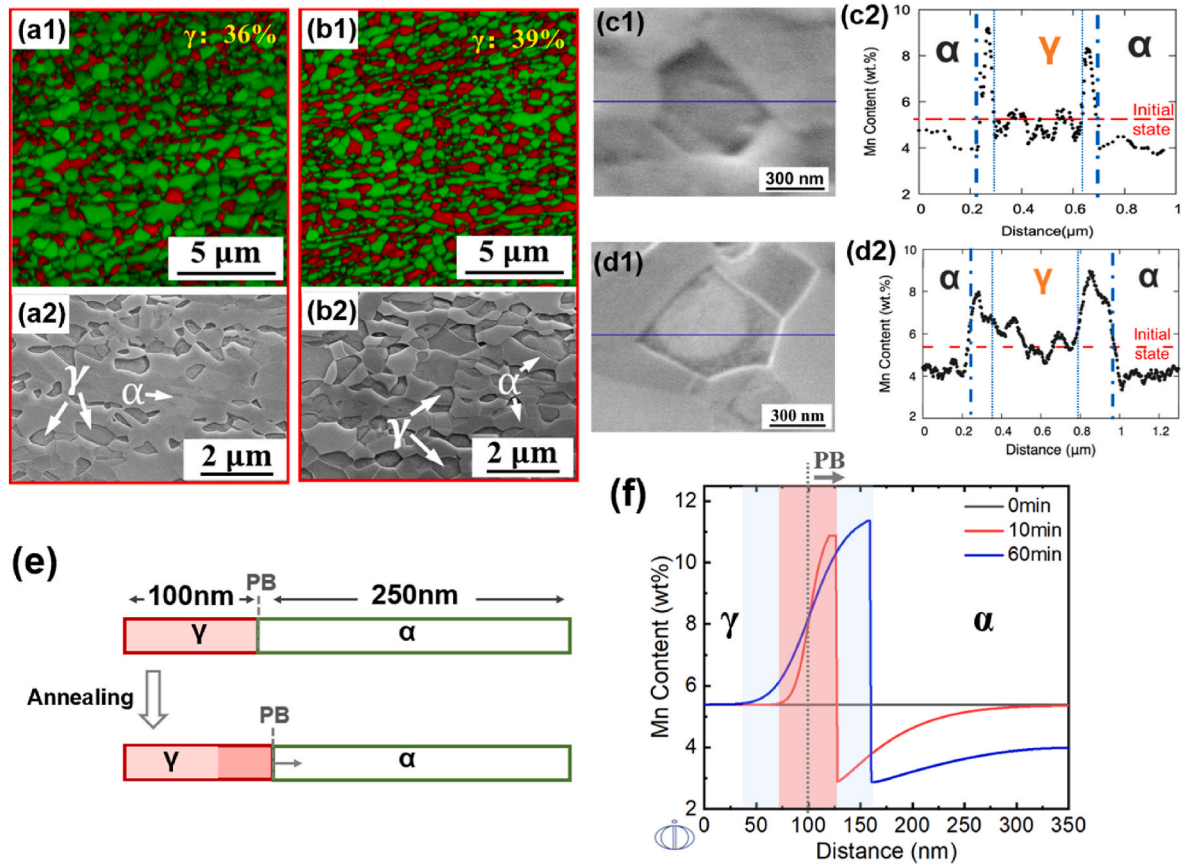 (a1)
γ: 36%
5 μm
(b1)
γ: 39%
5 μm
(a2)
γ
α
2 μm
(b2)
α
γ
2 μm
(c1)
300 nm
(c2)
10
8
6
4
2
Mn Content (wt.%)
α
γ
α
Initial
state
0
0.2
0.4
0.6
0.8
1
Distance(μm)
(d1)
300 nm
(d2)
10
8
6
4
2
Mn Content (wt.%)
α
γ
α
Initial
state
0
0.2
0.4
0.6
0.8
1.0
1.2
Distance (μm)
(e)
PB
100nm
250nm
γ
α
Annealing
PB
γ
α
(f)
PB
12
10
8
6
4
2
Mn Content (wt%)
0min
10min
60min
γ
α
0
50
100
150
200
250
300
350
Distance (nm)